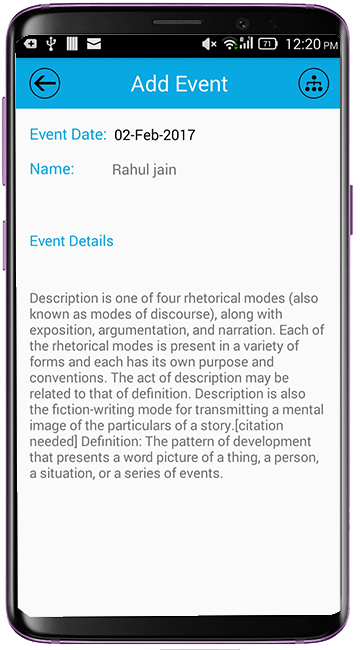 71 12:20 PM
Add Event
Event Date: 02-Feb-2017
Name: Rahul jain
Event Details
Description is one of four rhetorical modes (also
known as modes of discourse), along with
exposition, argumentation, and narration. Each of
the rhetorical modes is present in a variety of
forms and each has its own purpose and
conventions. The act of description may be
related to that of definition. Description is also
the fiction-writing mode for transmitting a mental
image of the particulars of a story.[citation
needed] Definition: The pattern of development
that presents a word picture of a thing, a person,
a situation, or a series of events.